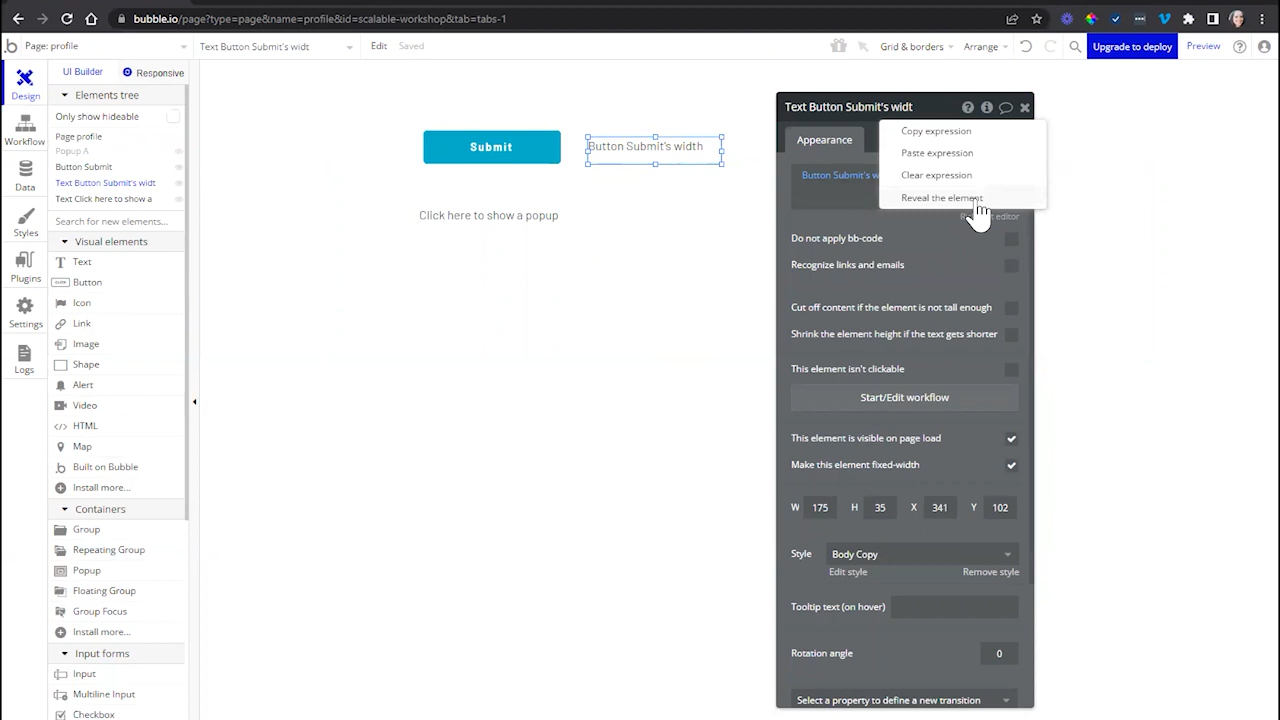 bubble.io/page?type=page&name=profile&id=scalable-workshop&tab=tabs-1
Page: profile
Text Button Submit's widt
Edit
Saved
Grid & borders
Arrange
Upgrade to deploy
Preview
Design
Workflow
Data
Styles
Plugins
Settings
Logs
UI Builder
Responsive
Elements tree
Only show hideable
Page profile
Popup A
Button Submit
Text Button Submit's widt
Text Click here to show a
Search for new elements...
Visual elements
Text
CLICK
Button
Icon
Link
Image
Shape
Alert
Video
HTML
Map
Built on Bubble
Install more...
Containers
Group
Repeating Group
Popup
Floating Group
Group Focus
Install more...
Input forms
Input
Multiline Input
Checkbox
Submit
Button Submit's width
Click here to show a popup
Text Button Submit's widt
Appearance
Button Submit's w
Copy expression
Paste expression
Clear expression
Reveal the element
editor
Do not apply bb-code
Recognize links and emails
Cut off content if the element is not tall enough
Shrink the element height if the text gets shorter
This element isn't clickable
Start/Edit workflow
This element is visible on page load
Make this element fixed-width
W 175 H 35 X 341 Y 102
Style Body Copy
Edit style Remove style
Tooltip text (on hover)
Rotation angle 0
Select a property to define a new transition